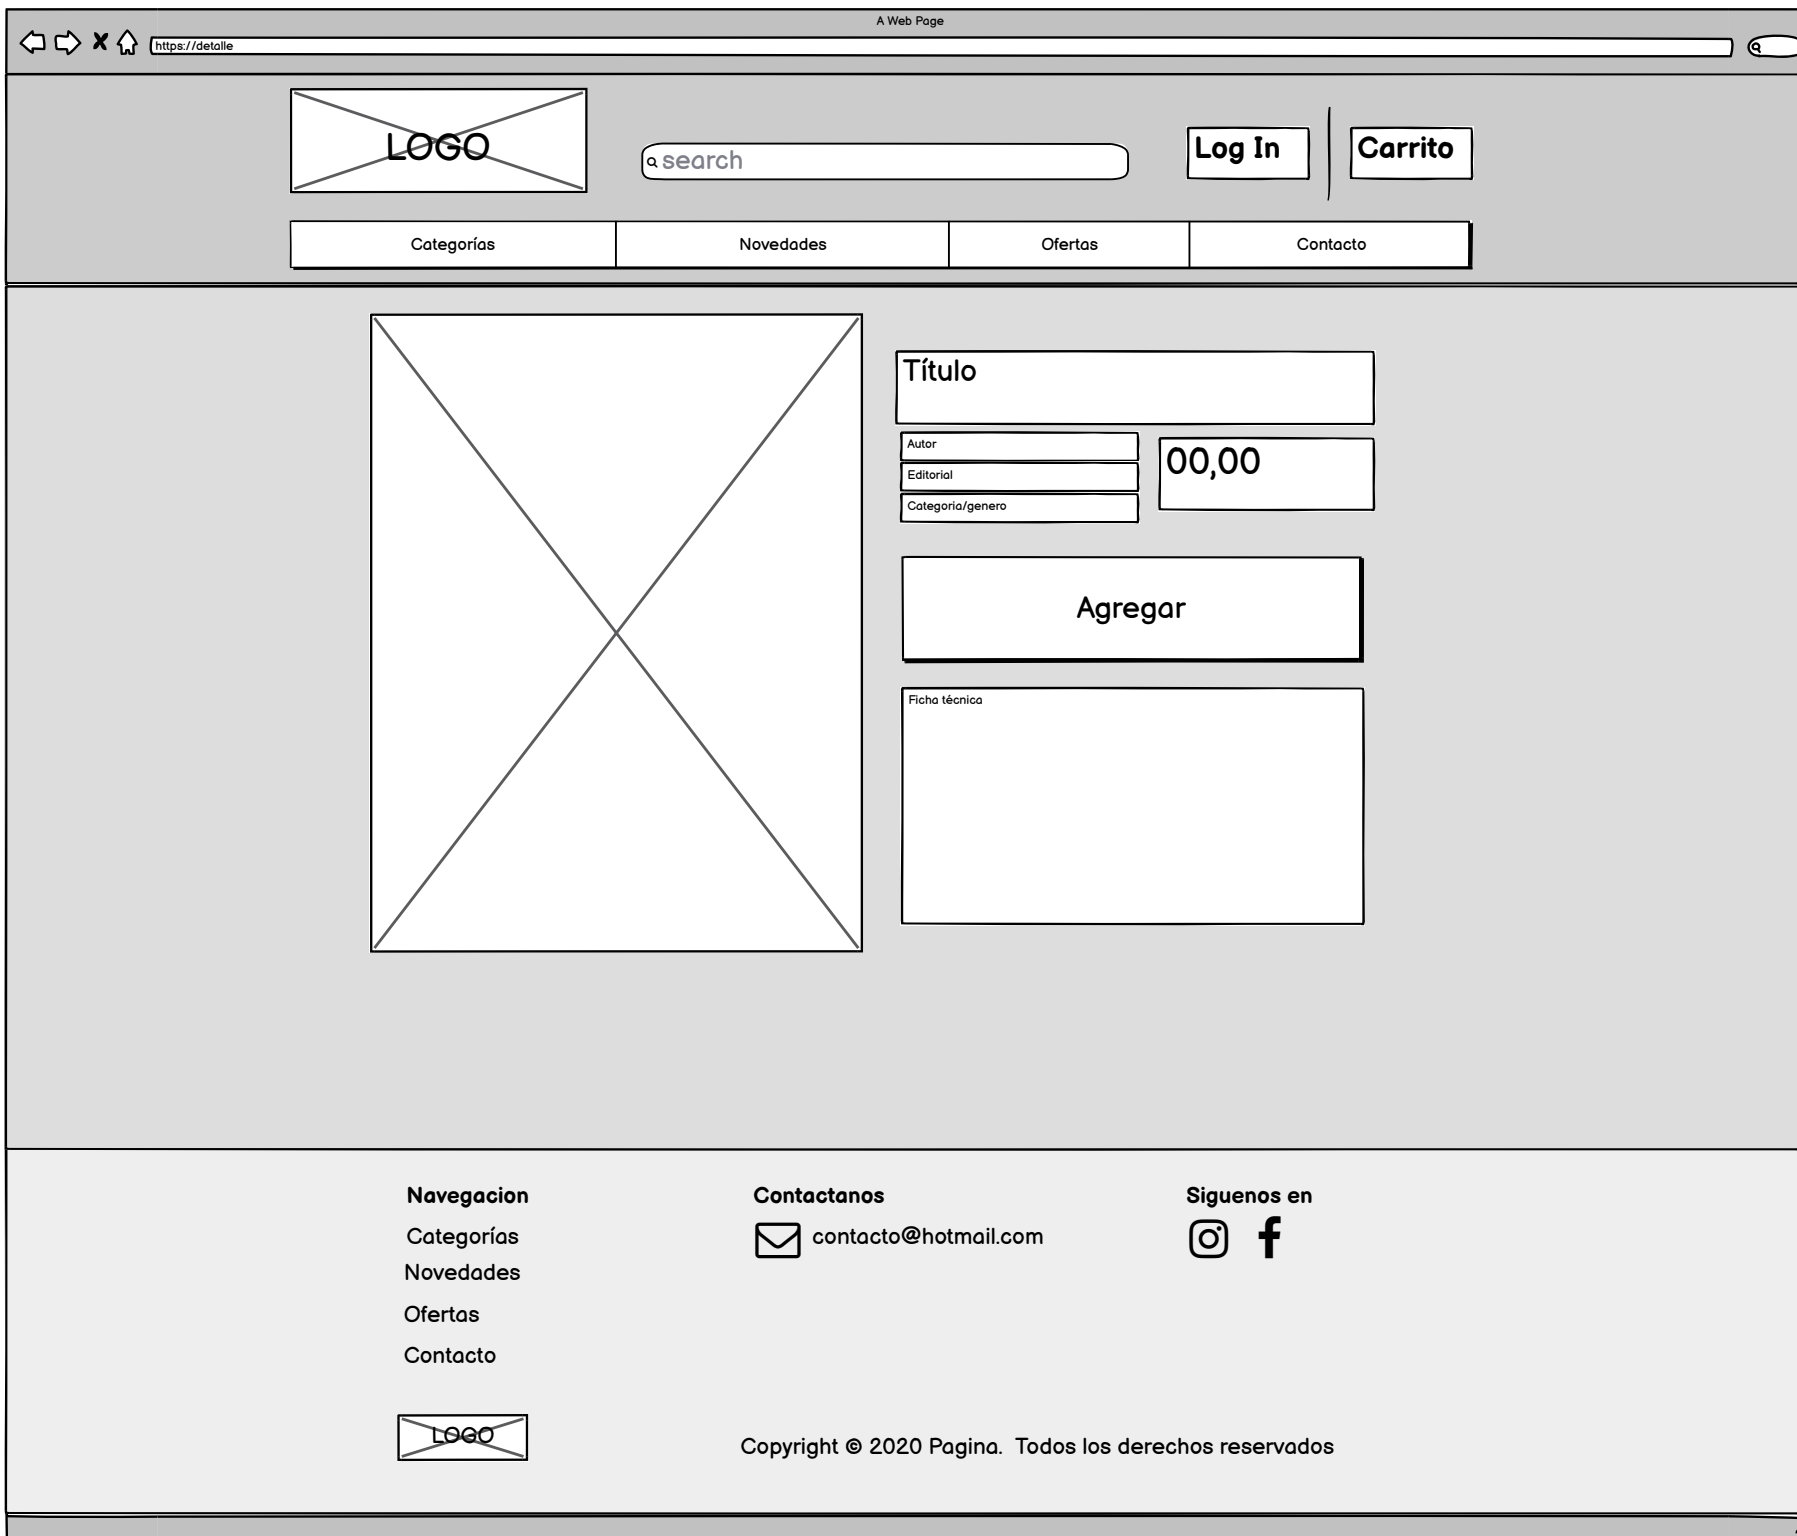 A Web Page
https://detalle
LOGO
search
Log In
Carrito
Categorías
Novedades
Ofertas
Contacto
Título
Autor
Editorial
Categoria/genero
00,00
Agregar
Ficha técnica
Navegacion
Categorías
Novedades
Ofertas
Contacto
Contactanos
contacto@hotmail.com
Siguenos en
LOGO
Copyright © 2020 Pagina. Todos los derechos reservados